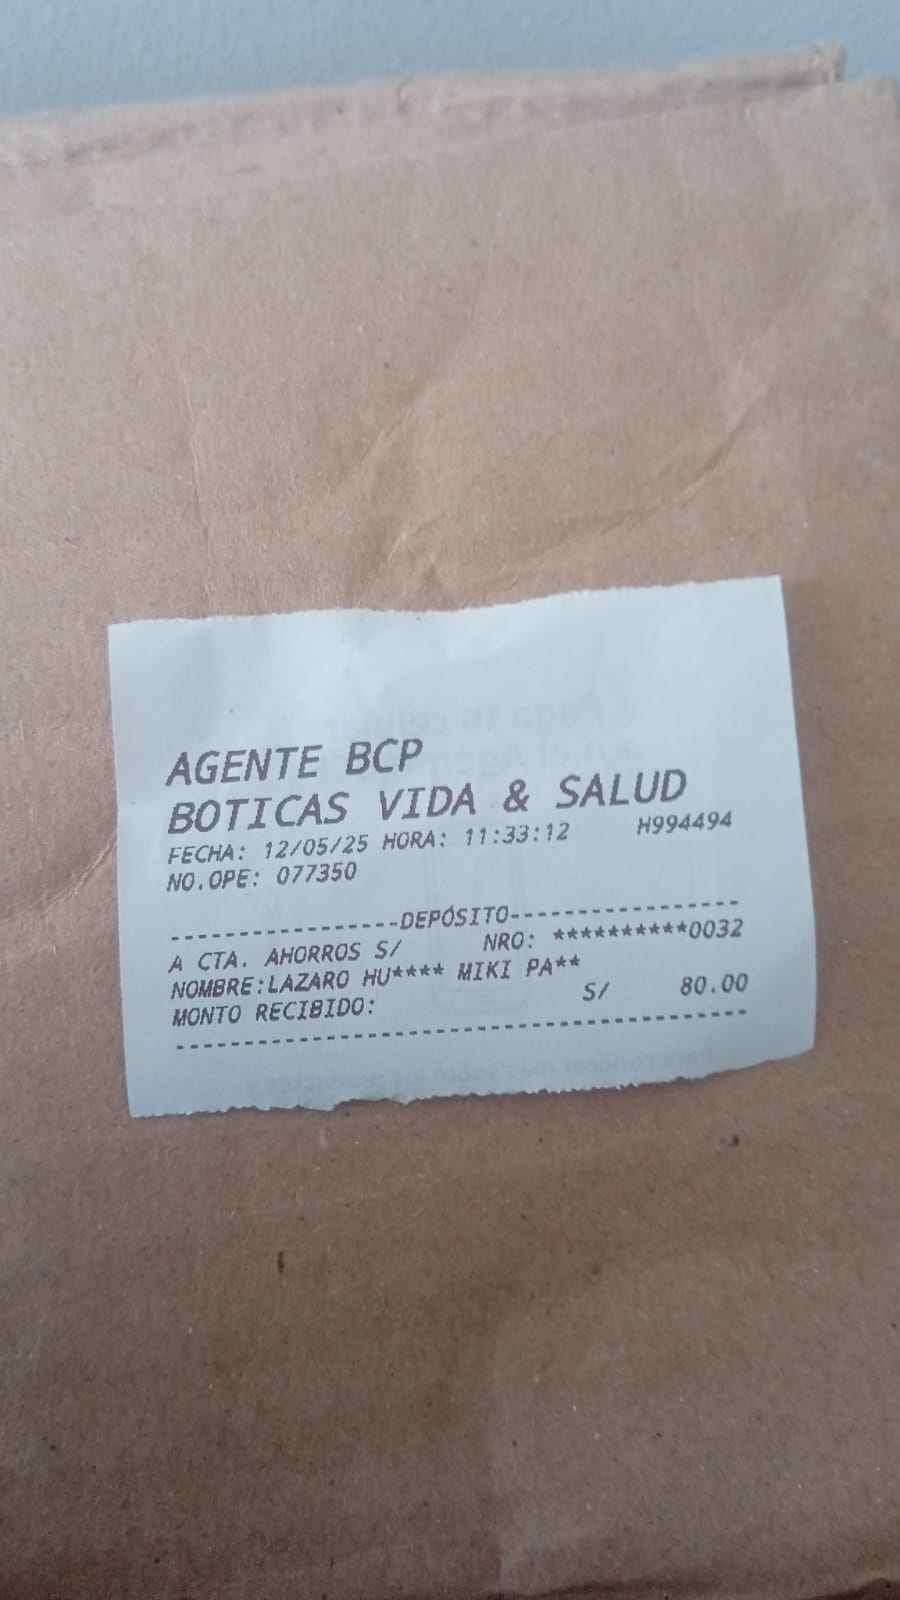 AGENTE BCP
BOTICAS VIDA & SALUD
FECHA: 12/05/25 HORA: 11:33:12 H994494
NO.OPE: 077350
-----------------DEPÓSITO-----------------
A CTA. AHORROS S/ NRO: **********0032
NOMBRE:LAZARO HU**** MIKI PA**
MONTO RECIBIDO: S/ 80.00
------------------------------------------